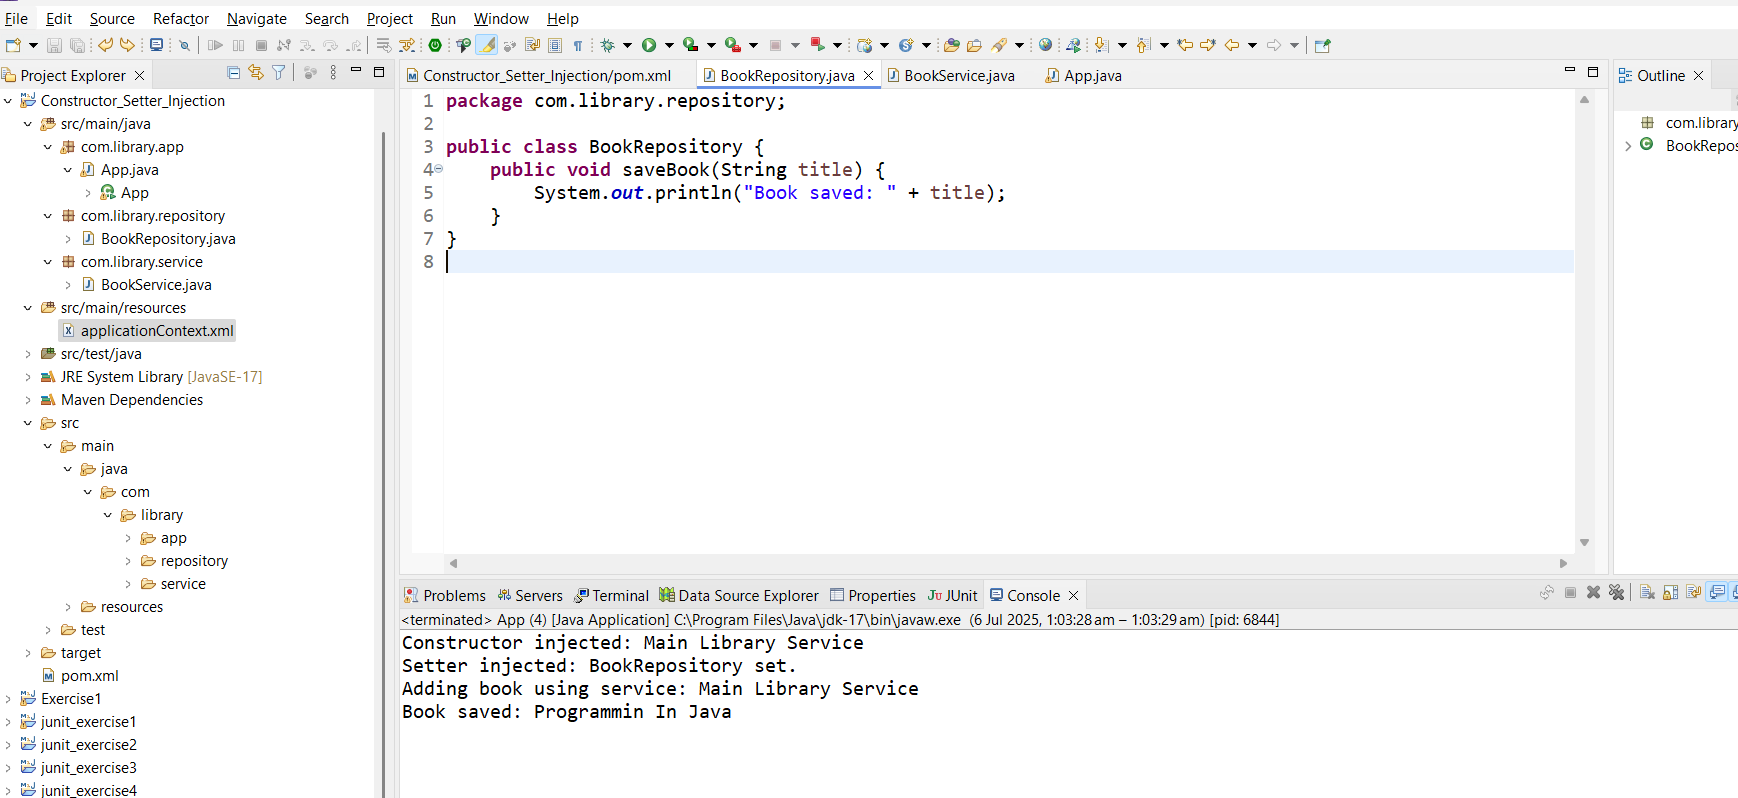 File Edit Source Refactor Navigate Search Project Run Window Help
Project Explorer
Constructor_Setter_Injection
src/main/java
com.library.app
App.java
App
com.library.repository
BookRepository.java
com.library.service
BookService.java
src/main/resources
applicationContext.xml
src/test/java
JRE System Library [JavaSE-17]
Maven Dependencies
src
main
java
com
library
app
repository
service
resources
test
target
pom.xml
Exercise1
junit_exercise1
junit_exercise2
junit_exercise3
junit_exercise4
Constructor_Setter_Injection/pom.xml BookRepository.java BookService.java App.java
1 package com.library.repository;
2
3 public class BookRepository {
4 public void saveBook(String title) {
5 System.out.println("Book saved: " + title);
6 }
7 }
8
Outline
com.library
BookRepos
Problems Servers Terminal Data Source Explorer Properties JUnit Console
<terminated> App (4) [Java Application] C:\Program Files\Java\jdk-17\bin\javaw.exe (6 Jul 2025, 1:03:28 am – 1:03:29 am) [pid: 6844]
Constructor injected: Main Library Service
Setter injected: BookRepository set.
Adding book using service: Main Library Service
Book saved: Programmin In Java